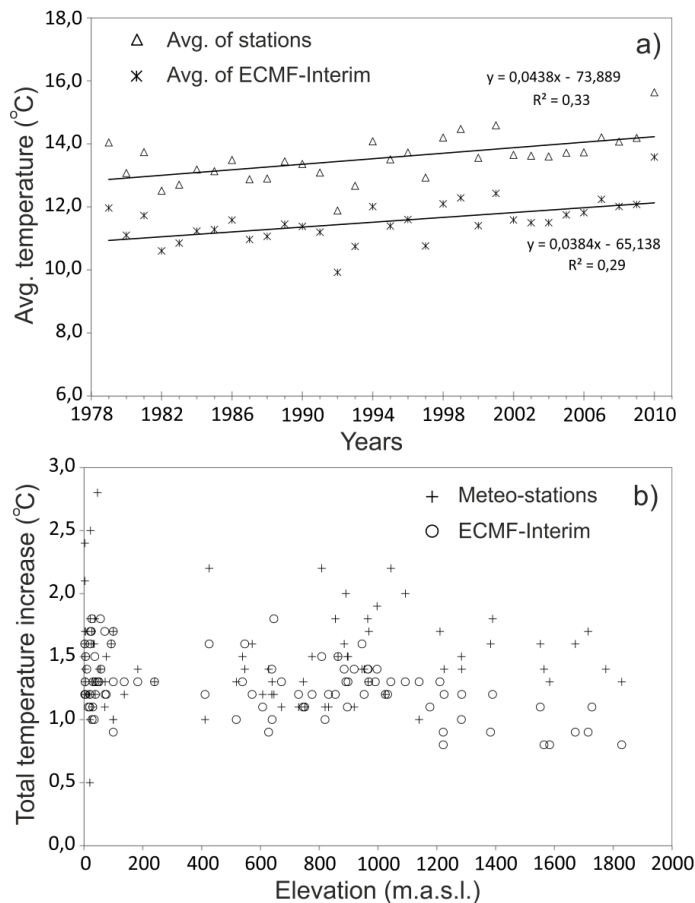 18,0
16,0
14,0
12,0
10,0
8,0
6,0
Avg. temperature (°C)
△ Avg. of stations
Avg. of ECMF-Interim
a)
y = 0,0438x - 73,889
R² = 0,33
y = 0,0384x - 65,138
R² = 0,29
1978 1982 1986 1990 1994 1998 2002 2006 2010
Years
3,0
2,5
2,0
1,5
1,0
0,5
0,0
Total temperature increase (°C)
+ Meteo-stations
○ ECMF-Interim
b)
0 200 400 600 800 1000 1200 1400 1600 1800 2000
Elevation (m.a.s.l.)